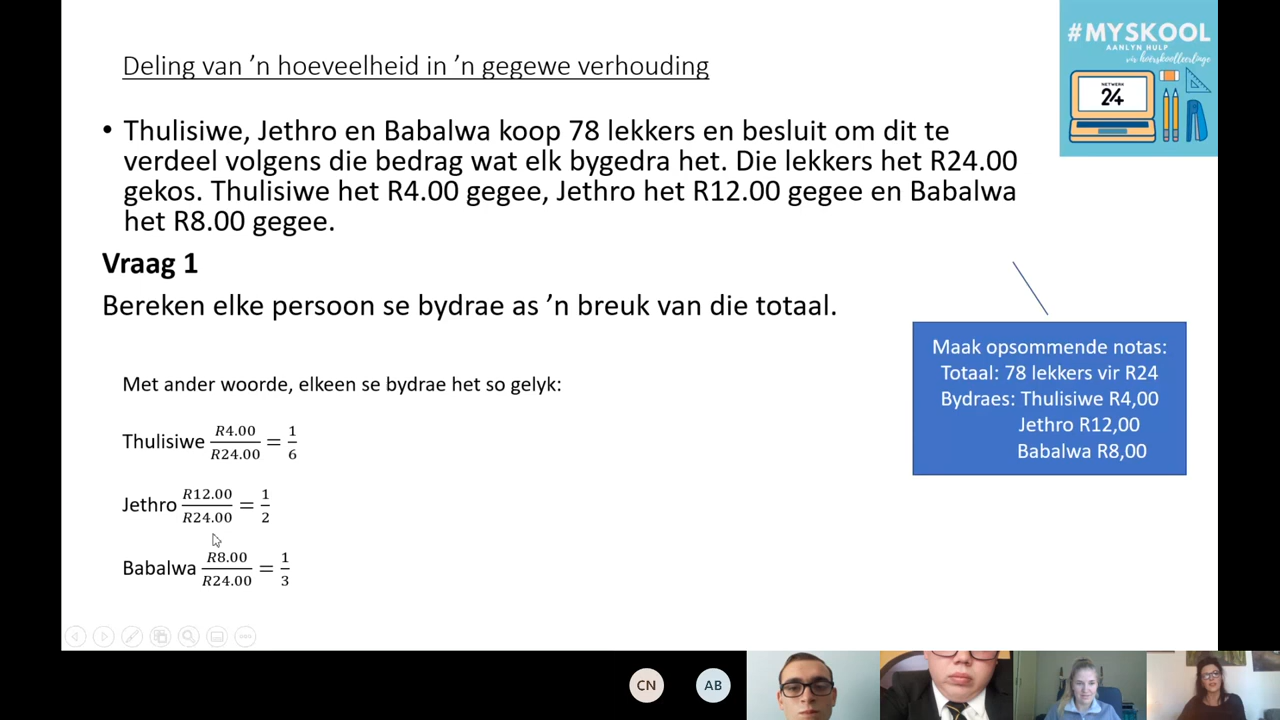 Deling van ’n hoeveelheid in ’n gegewe verhouding
#MYSKOOL
AANLYN HULP
vir hoërskoolleerlinge
NETWERK
24
• Thulisiwe, Jethro en Babalwa koop 78 lekkers en besluit om dit te
verdeel volgens die bedrag wat elk bygedra het. Die lekkers het R24.00
gekos. Thulisiwe het R4.00 gegee, Jethro het R12.00 gegee en Babalwa
het R8.00 gegee.
Vraag 1
Bereken elke persoon se bydrae as ’n breuk van die totaal.
Maak opsommende notas:
Totaal: 78 lekkers vir R24
Bydraes: Thulisiwe R4,00
Jethro R12,00
Babalwa R8,00
Met ander woorde, elkeen se bydrae het so gelyk:
Thulisiwe R4.00/R24.00 = 1/6
Jethro R12.00/R24.00 = 1/2
Babalwa R8.00/R24.00 = 1/3
CN
AB